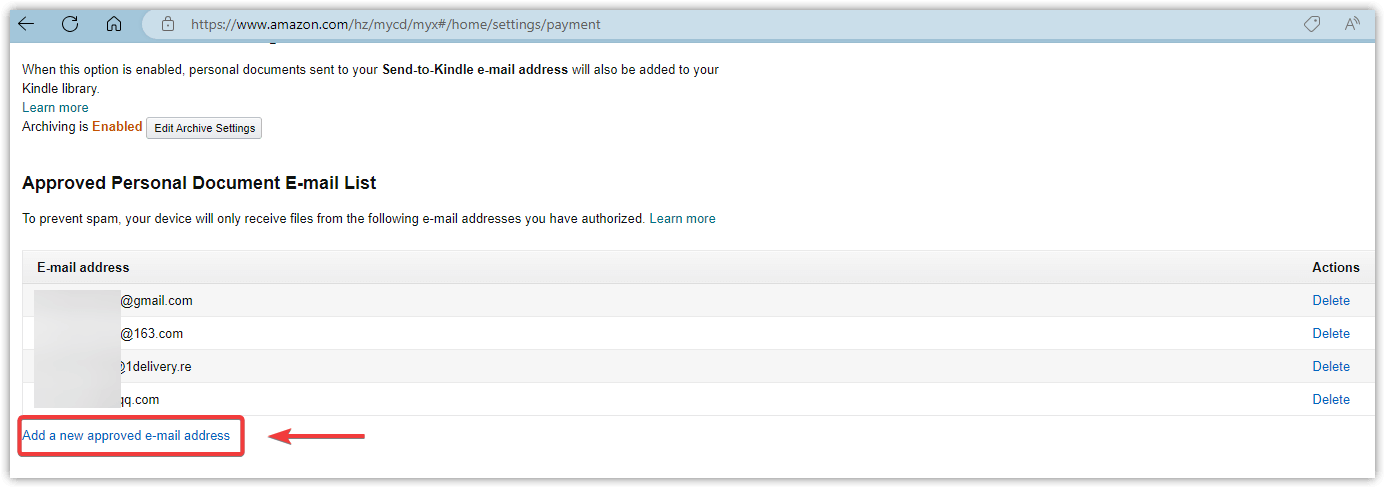 https://www.amazon.com/hz/mycd/myx#/home/settings/payment
When this option is enabled, personal documents sent to your Send-to-Kindle e-mail address will also be added to your
Kindle library.
Learn more
Archiving is Enabled Edit Archive Settings
Approved Personal Document E-mail List
To prevent spam, your device will only receive files from the following e-mail addresses you have authorized. Learn more
E-mail address Actions
@gmail.com Delete
@163.com Delete
@1delivery.re Delete
qq.com Delete
Add a new approved e-mail address